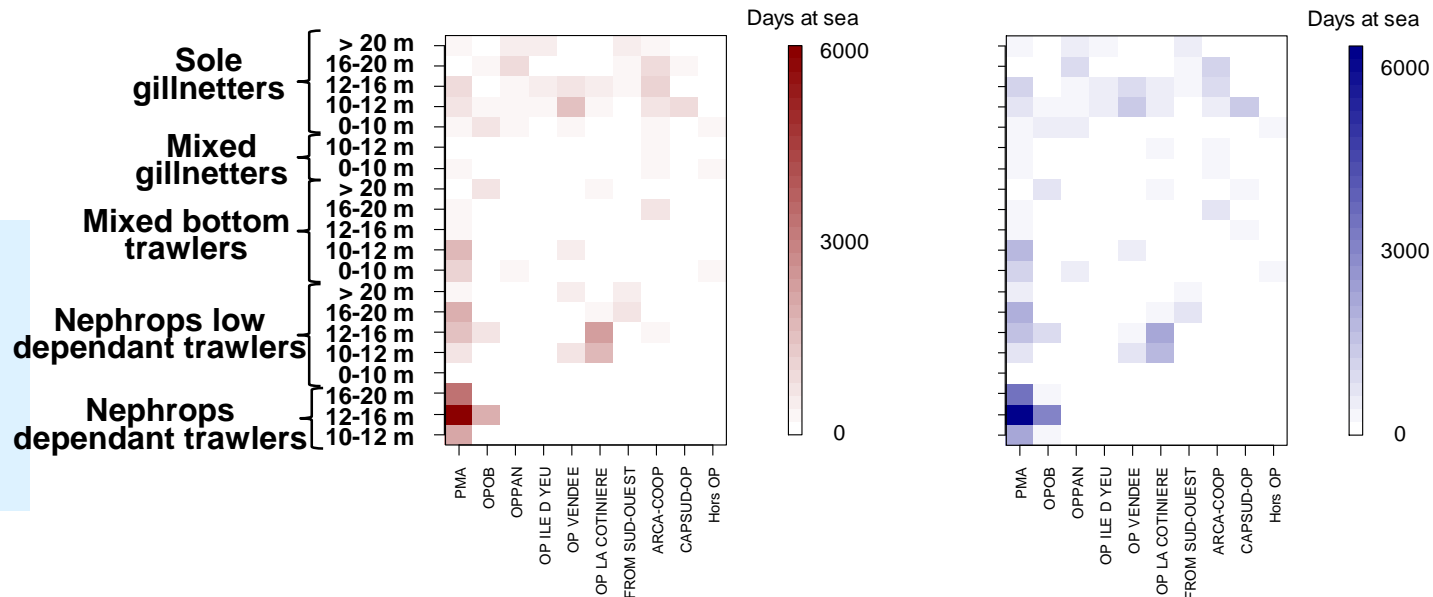 Days at sea
Days at sea
Sole
gillnetters
Mixed
gillnetters
Mixed bottom
trawlers
Nephrops low
dependant trawlers
Nephrops
dependant trawlers
> 20 m
16-20 m
12-16 m
10-12 m
0-10 m
10-12 m
0-10 m
> 20 m
16-20 m
12-16 m
10-12 m
0-10 m
> 20 m
16-20 m
12-16 m
10-12 m
0-10 m
16-20 m
12-16 m
10-12 m
6000
3000
0
6000
3000
0
PMA
OPOB
OPPAN
OP ILE D YEU
OP VENDEE
OP LA COTINIERE
FROM SUD-OUEST
ARCA-COOP
CAPSUD-OP
Hors OP
PMA
OPOB
OPPAN
OP ILE D YEU
OP VENDEE
OP LA COTINIERE
FROM SUD-OUEST
ARCA-COOP
CAPSUD-OP
Hors OP